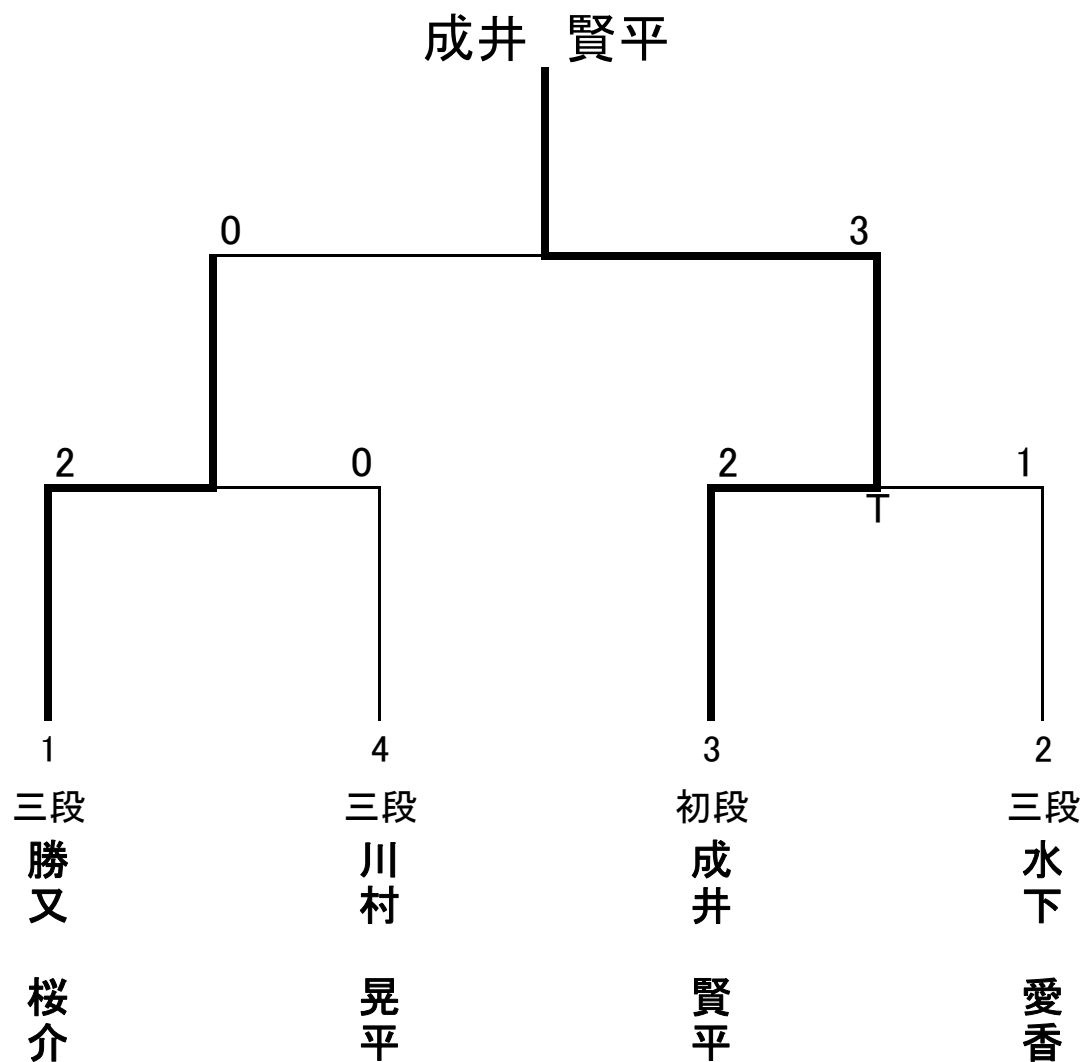 成井　賢平
0 3
2 0 2 1
T
1 4 3 2
三段 三段 初段 三段
勝又　桜介
川村　晃平
成井　賢平
水下　愛香